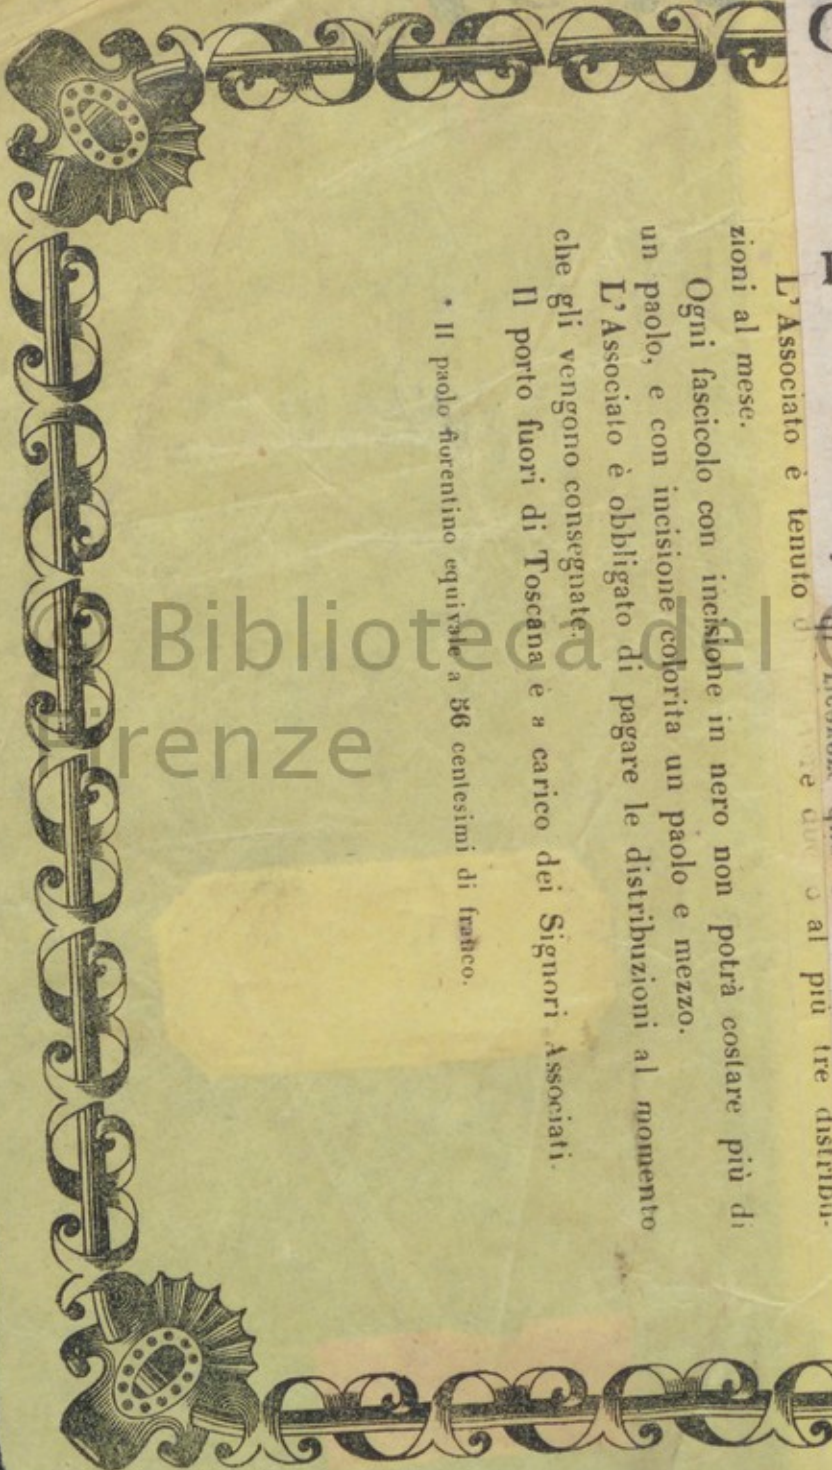 L'Associato è tenuto al più tre distribu-
zioni al mese.
Ogni fascicolo con incisione in nero non potrà costare più di
un paolo, e con incisione colorita un paolo e mezzo.
L'Associato è obbligato di pagare le distribuzioni al momento
che gli vengono consegnate.
Il porto fuori di Toscana è a carico dei Signori Associati.
* Il paolo fiorentino equivale a 56 centesimi di franco.
Biblioteca del
Firenze